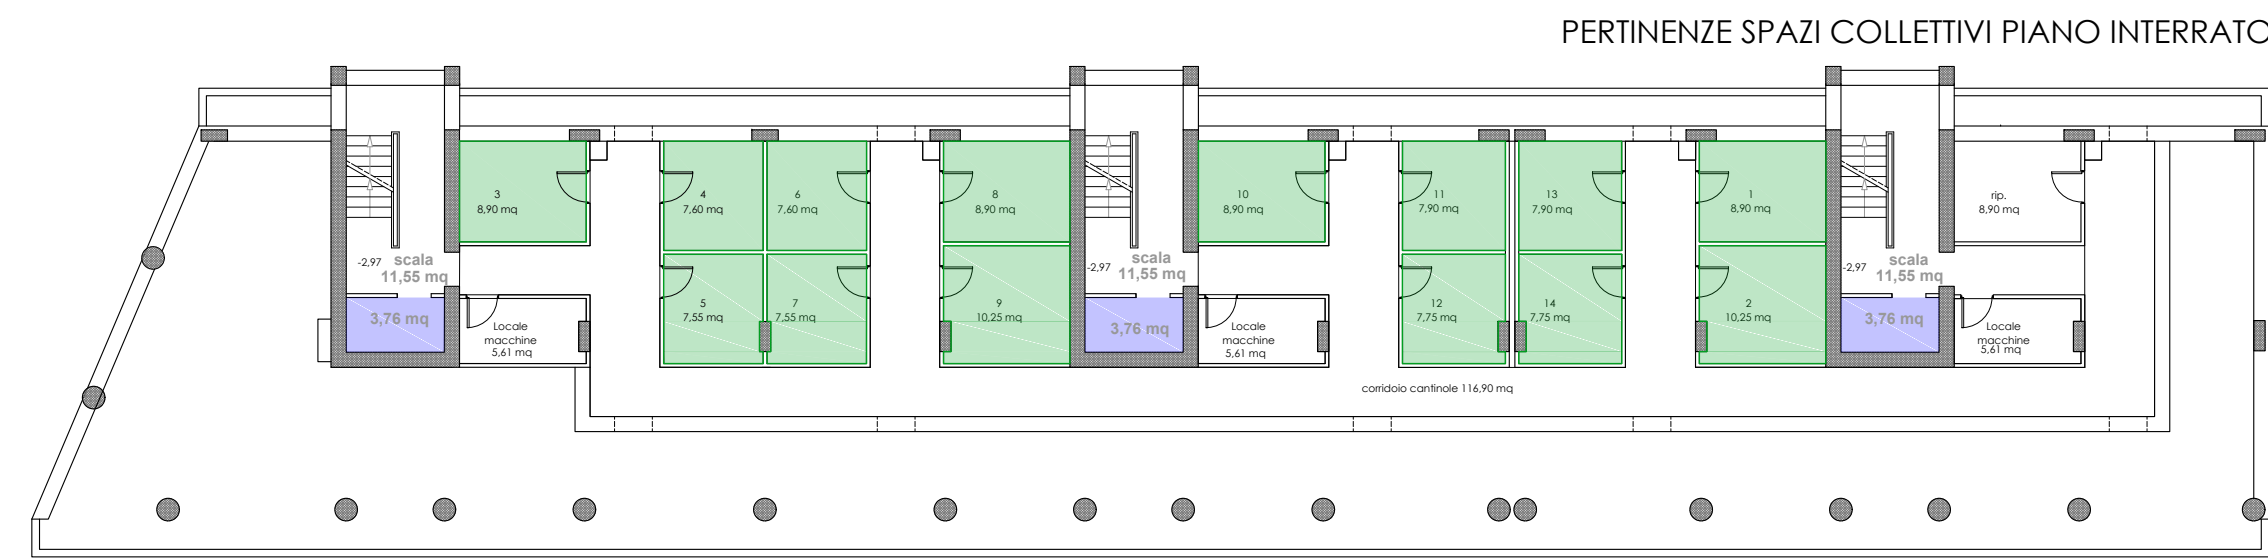 PERTINENZE SPAZI COLLETTIVI PIANO INTERRATO
3
8,90 mq
4
7,60 mq
6
7,60 mq
8
8,90 mq
10
8,90 mq
11
7,90 mq
13
7,90 mq
1
8,90 mq
rip.
8,90 mq
-2,97
scala
11,55 mq
-2,97
scala
11,55 mq
-2,97
scala
11,55 mq
3,76 mq
Locale
macchine
5,61 mq
5
7,55 mq
7
7,55 mq
9
10,25 mq
3,76 mq
Locale
macchine
5,61 mq
12
7,75 mq
14
7,75 mq
2
10,25 mq
3,76 mq
Locale
macchine
5,61 mq
corridoio cantinole 116,90 mq